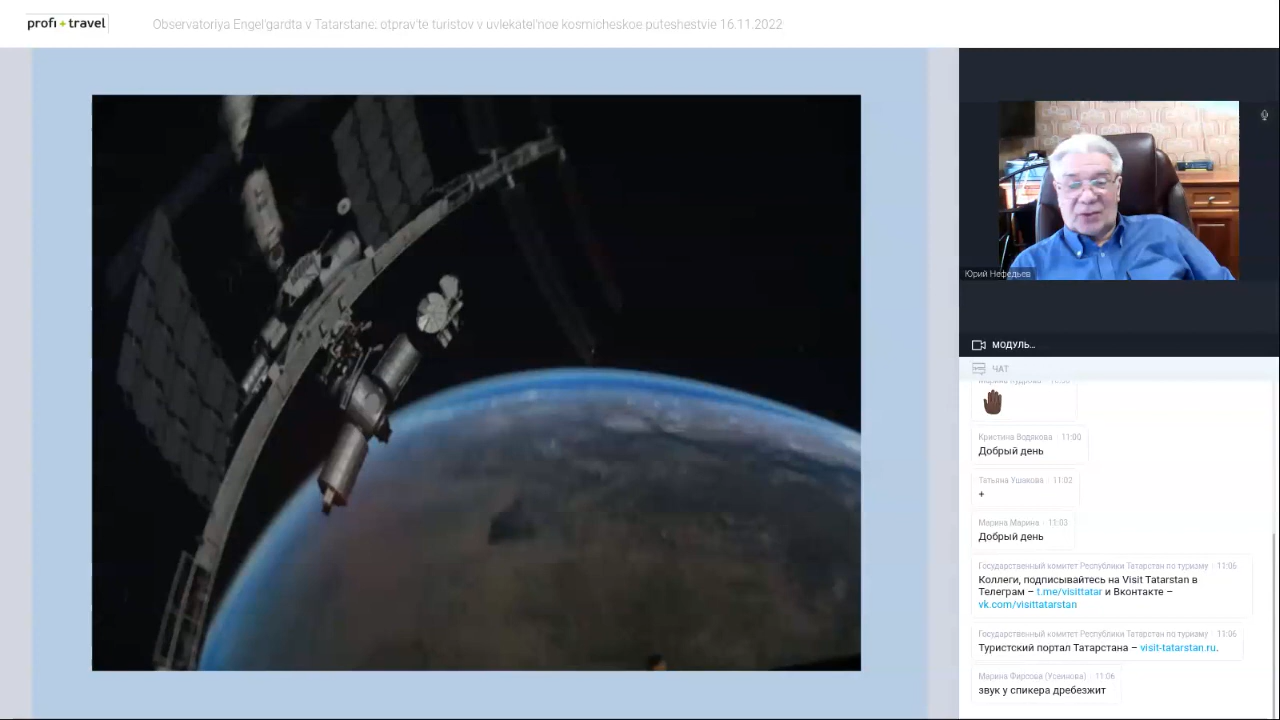 profi travel
Observatoriya Engel'gardta v Tatarstane: otprav'te turistov v uvlekatel'noe kosmicheskoe puteshestvie 16.11.2022
Юрий Нефедьев
МОДУЛЬ...
ЧАТ
Кристина Водякова · 11:00
Добрый день
Татьяна Ушакова · 11:02
+
Марина Марина · 11:03
Добрый день
Государственный комитет Республики Татарстан по туризму · 11:06
Коллеги, подписывайтесь на Visit Tatarstan в
Телеграм – t.me/visittatar и Вконтакте –
vk.com/visittatarstan
Государственный комитет Республики Татарстан по туризму · 11:06
Туристский портал Татарстана – visit-tatarstan.ru.
Марина Фирсова (Усвинова) · 11:06
звук у спикера дребезжит